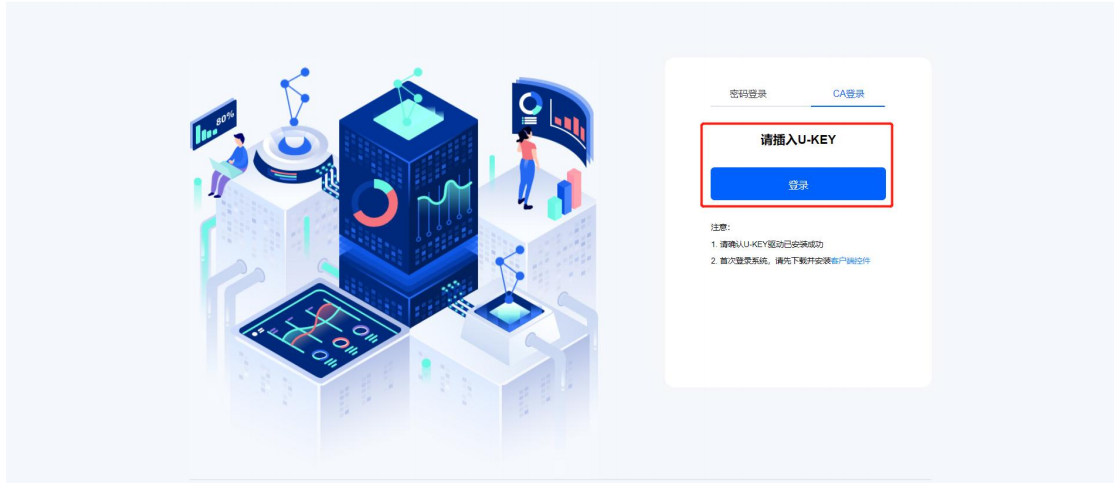 80%
密码登录
CA登录
请插入U-KEY
登录
注意：
1. 请确认U-KEY驱动已安装成功
2. 首次登录系统，请先下载并安装客户端控件